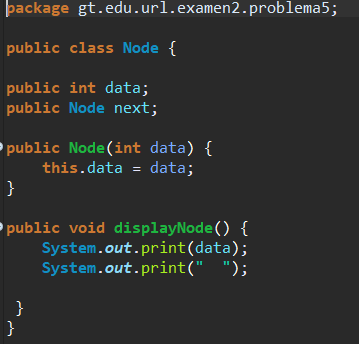 package gt.edu.url.examen2.problema5;
public class Node {
public int data;
public Node next;
public Node(int data) {
    this.data = data;
}
public void displayNode() {
    System.out.print(data);
    System.out.print("  ");
 }
}